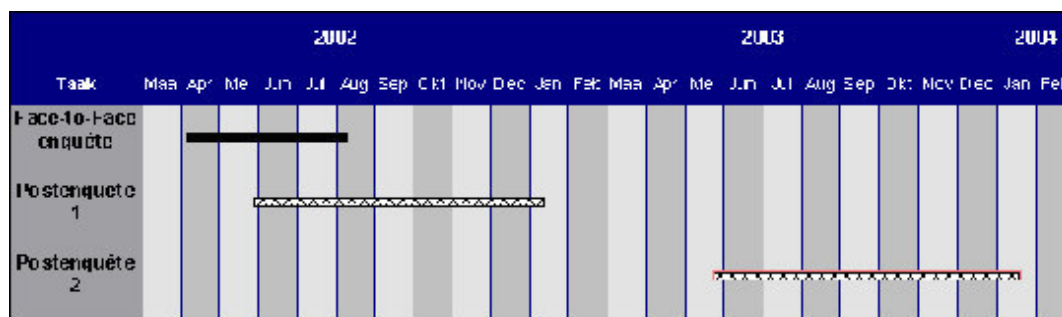 2002 2003 2004
Taak Maa Apr Me Jun Jul Aug Sep Okt Nov Dec Jan Feb Maa Apr Me Jun Jul Aug Sep Okt Nov Dec Jan Feb
Face-to-Face
enquête
Postenquete
1
Postenquête
2